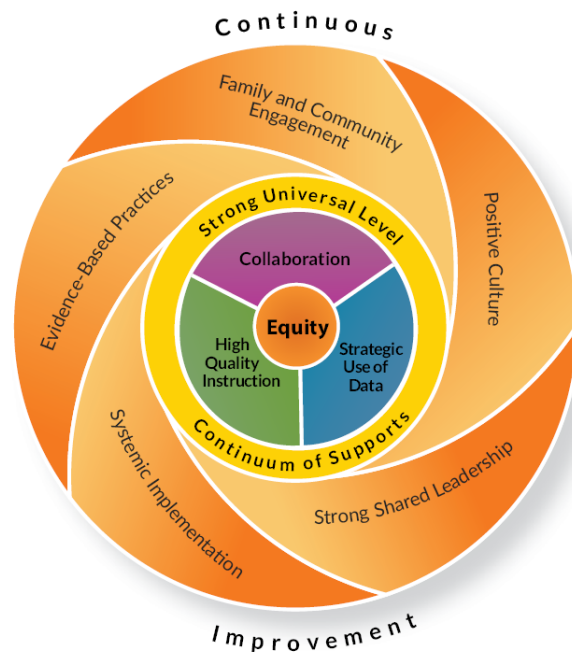 Continuous
Family and Community
Engagement
Positive Culture
Evidence-Based Practices
Strong Universal Level
Collaboration
Equity
High
Quality
Instruction
Strategic
Use of
Data
Continuum of Supports
Systemic Implementation
Strong Shared Leadership
Improvement